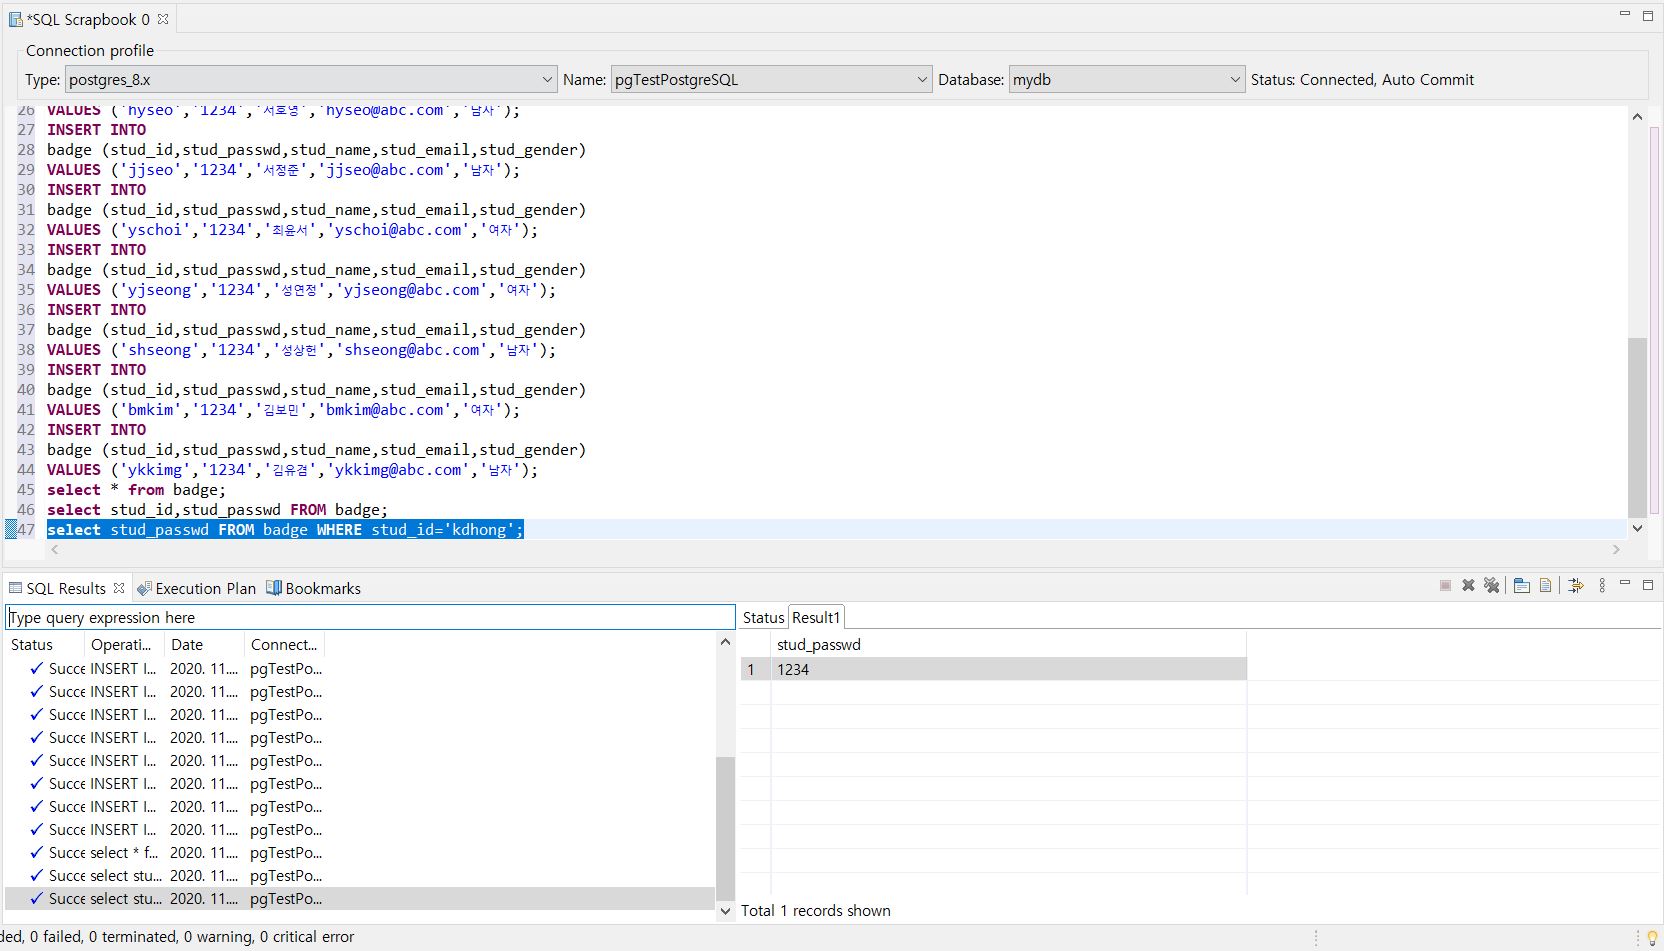 *SQL Scrapbook 0
Connection profile
Type: postgres_8.x Name: pgTestPostgreSQL Database: mydb Status: Connected, Auto Commit
26 VALUES ('hyseo','1234','서호영','hyseo@abc.com','남자');
27 INSERT INTO
28 badge (stud_id,stud_passwd,stud_name,stud_email,stud_gender)
29 VALUES ('jjseo','1234','서정준','jjseo@abc.com','남자');
30 INSERT INTO
31 badge (stud_id,stud_passwd,stud_name,stud_email,stud_gender)
32 VALUES ('yschoi','1234','최윤서','yschoi@abc.com','여자');
33 INSERT INTO
34 badge (stud_id,stud_passwd,stud_name,stud_email,stud_gender)
35 VALUES ('yjseong','1234','성연정','yjseong@abc.com','여자');
36 INSERT INTO
37 badge (stud_id,stud_passwd,stud_name,stud_email,stud_gender)
38 VALUES ('shseong','1234','성상헌','shseong@abc.com','남자');
39 INSERT INTO
40 badge (stud_id,stud_passwd,stud_name,stud_email,stud_gender)
41 VALUES ('bmkim','1234','김보민','bmkim@abc.com','여자');
42 INSERT INTO
43 badge (stud_id,stud_passwd,stud_name,stud_email,stud_gender)
44 VALUES ('ykkimg','1234','김유겸','ykkimg@abc.com','남자');
45 select * from badge;
46 select stud_id,stud_passwd FROM badge;
47 select stud_passwd FROM badge WHERE stud_id='kdhong';
SQL Results Execution Plan Bookmarks
Type query expression here
Status Operati... Date Connect...
Succe INSERT I... 2020. 11.... pgTestPo...
Succe INSERT I... 2020. 11.... pgTestPo...
Succe INSERT I... 2020. 11.... pgTestPo...
Succe INSERT I... 2020. 11.... pgTestPo...
Succe INSERT I... 2020. 11.... pgTestPo...
Succe INSERT I... 2020. 11.... pgTestPo...
Succe INSERT I... 2020. 11.... pgTestPo...
Succe INSERT I... 2020. 11.... pgTestPo...
Succe select * f... 2020. 11.... pgTestPo...
Succe select stu... 2020. 11.... pgTestPo...
Succe select stu... 2020. 11.... pgTestPo...
Status Result1
stud_passwd
1 1234
Total 1 records shown
ded, 0 failed, 0 terminated, 0 warning, 0 critical error